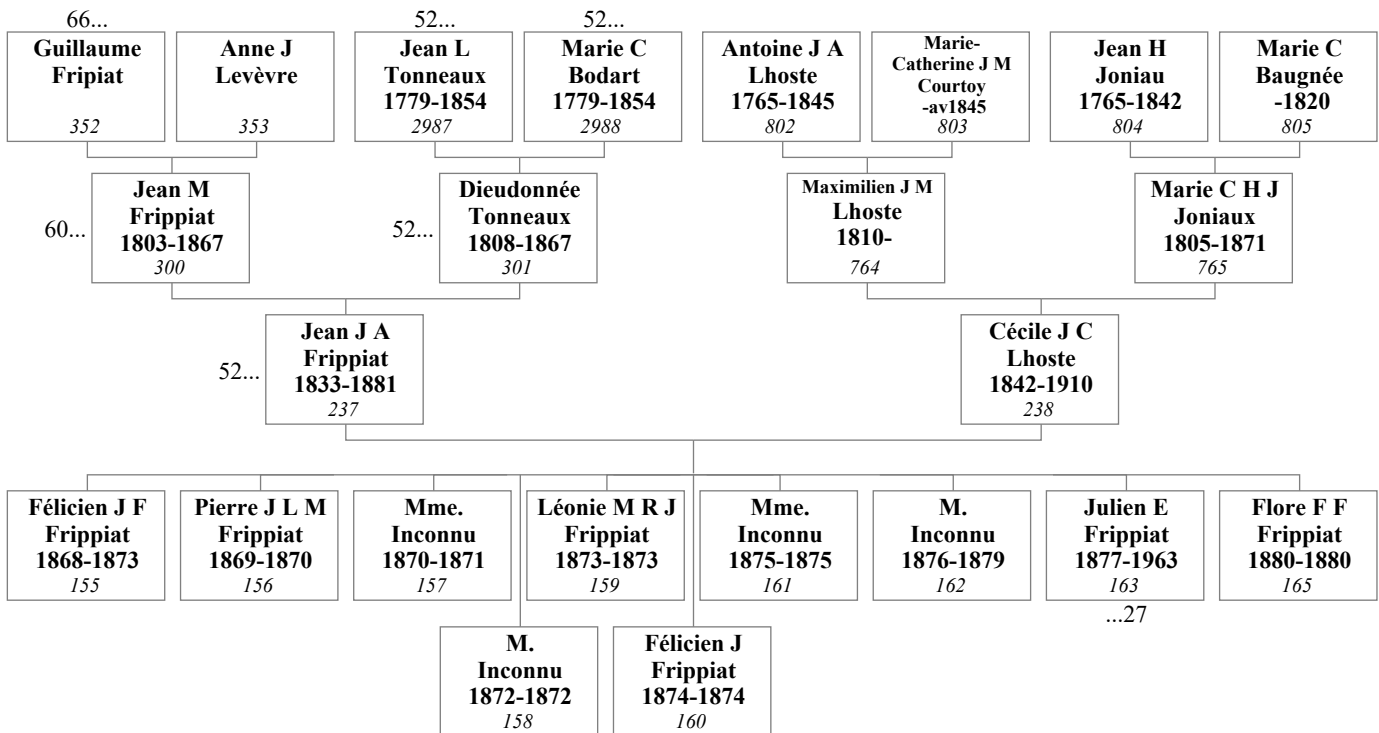 66...
52...
52...
Guillaume
Fripiat
352
Anne J
Levèvre
353
Jean L
Tonneaux
1779-1854
2987
Marie C
Bodart
1779-1854
2988
Antoine J A
Lhoste
1765-1845
802
Marie-
Catherine J M
Courtoy
-av1845
803
Jean H
Joniau
1765-1842
804
Marie C
Baugnée
-1820
805
60...
Jean M
Frippiat
1803-1867
300
52...
Dieudonnée
Tonneaux
1808-1867
301
Maximilien J M
Lhoste
1810-
764
Marie C H J
Joniaux
1805-1871
765
52...
Jean J A
Frippiat
1833-1881
237
Cécile J C
Lhoste
1842-1910
238
Félicien J F
Frippiat
1868-1873
155
Pierre J L M
Frippiat
1869-1870
156
Mme.
Inconnu
1870-1871
157
Léonie M R J
Frippiat
1873-1873
159
Mme.
Inconnu
1875-1875
161
M.
Inconnu
1876-1879
162
Julien E
Frippiat
1877-1963
163
...27
Flore F F
Frippiat
1880-1880
165
M.
Inconnu
1872-1872
158
Félicien J
Frippiat
1874-1874
160